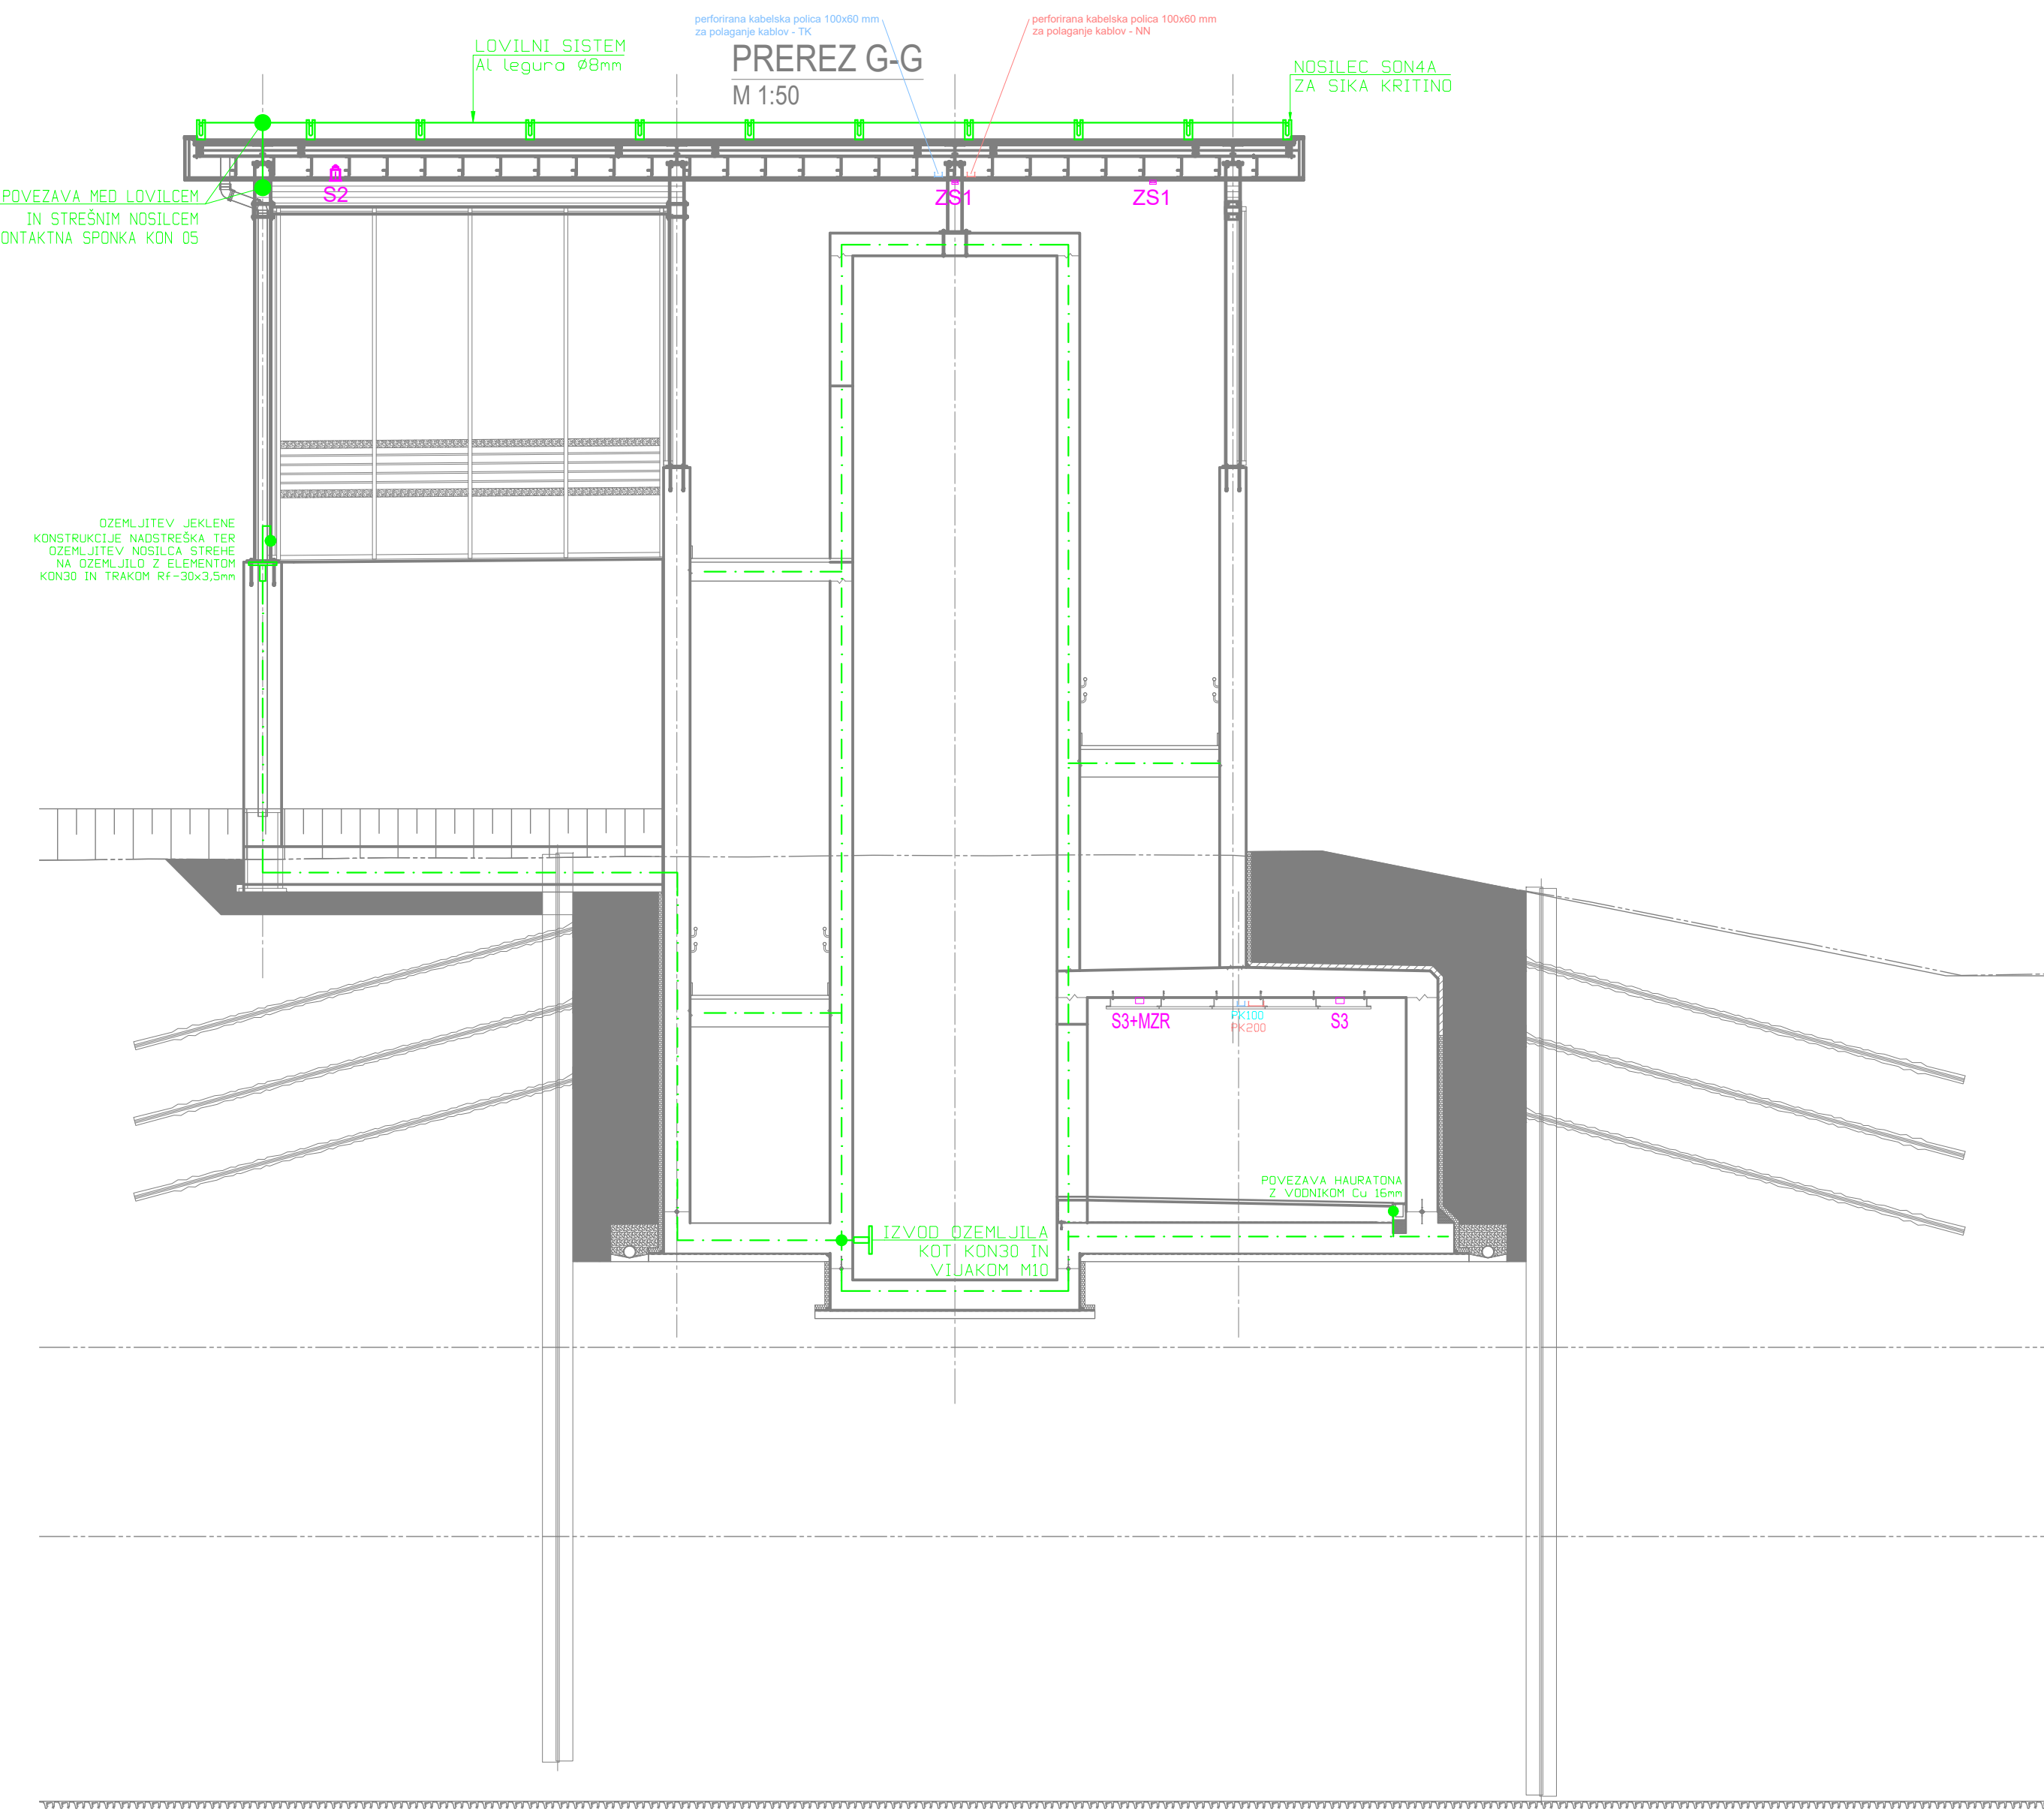 perforirana kabelska polica 100x60 mm
za polaganje kablov - TK
perforirana kabelska polica 100x60 mm
za polaganje kablov - NN
PREREZ G-G
M 1:50
LOVILNI SISTEM
Al legura Ø8mm
NOSILEC SON4A
ZA SIKA KRITINO
POVEZAVA MED LOVILCEM
IN STREŠNIM NOSILCEM
ONTAKTNA SPONKA KON 05
S2
ZS1
ZS1
OZEMLJITEV JEKLENE
KONSTRUKCIJE NADSTREŠKA TER
OZEMLJITEV NOSILCA STREHE
NA OZEMLJILO Z ELEMENTOM
KON30 IN TRAKOM Rf-30x3,5mm
S3+MZR
PK100
PK200
S3
POVEZAVA HAURATONA
Z VODNIKOM Cu 16mm
IZVOD OZEMLJILA
KOT KON30 IN
VIJAKOM M10